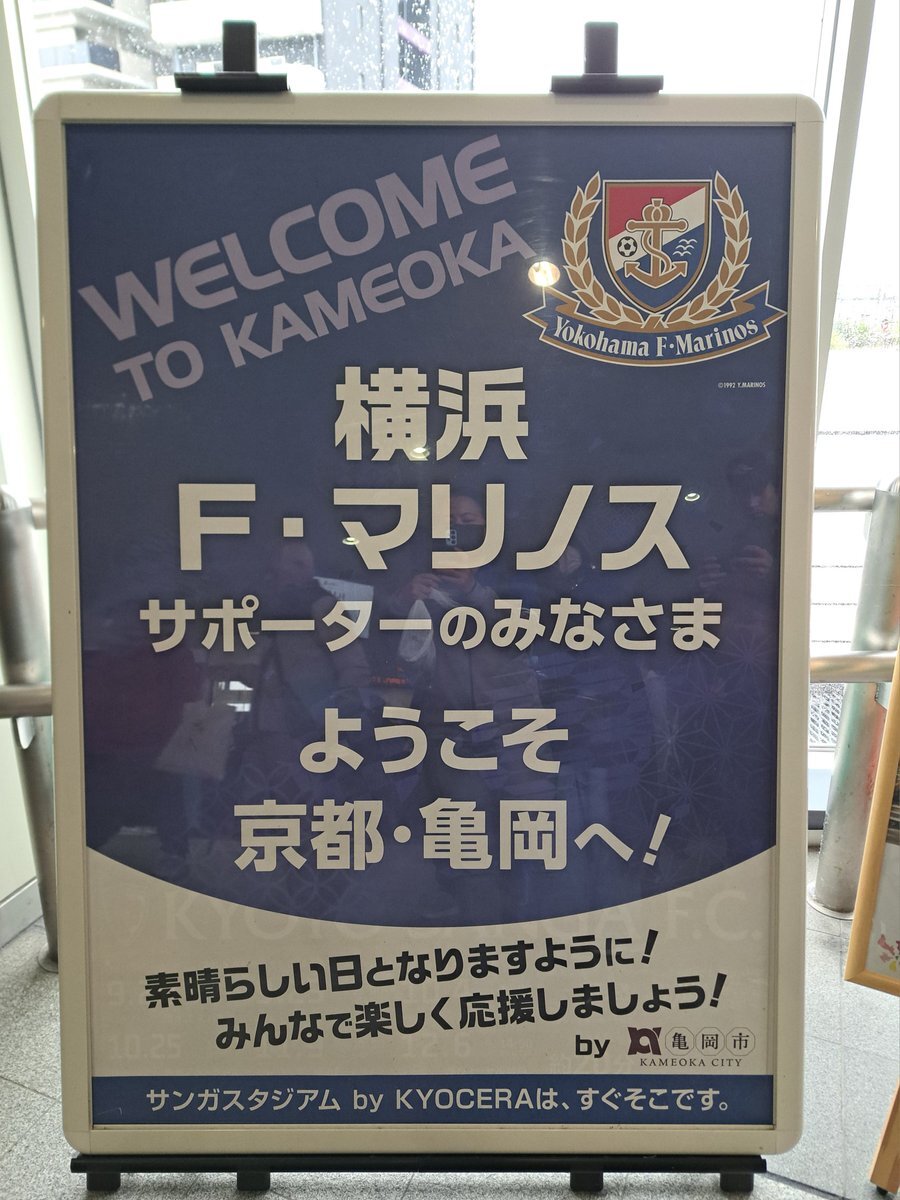 WELCOME
TO KAMEOKA
Yokohama F·Marinos
©1992 Y.MARINOS
横浜
F・マリノス
サポーターのみなさま
ようこそ
京都・亀岡へ!
素晴らしい日となりますように!
みんなで楽しく応援しましょう!
by 亀岡市
KAMEOKA CITY
サンガスタジアム by KYOCERAは、すぐそこです。